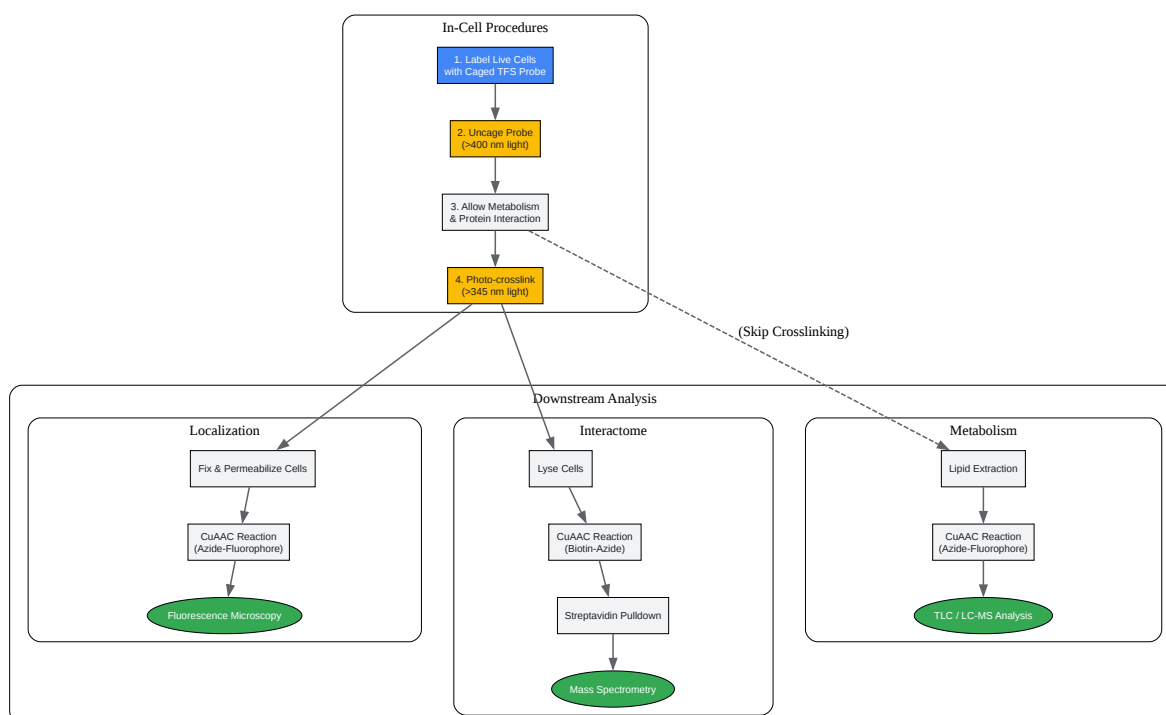 In-Cell Procedures
1. Label Live Cells
with Caged TFS Probe
2. Uncage Probe
(>400 nm light)
3. Allow Metabolism
& Protein Interaction
4. Photo-crosslink
(>345 nm light)
(Skip Crosslinking)
Downstream Analysis
Localization
Fix & Permeabilize Cells
CuAAC Reaction
(Azide-Fluorophore)
Fluorescence Microscopy
Interactome
Lyse Cells
CuAAC Reaction
(Biotin-Azide)
Streptavidin Pulldown
Mass Spectrometry
Metabolism
Lipid Extraction
CuAAC Reaction
(Azide-Fluorophore)
TLC / LC-MS Analysis